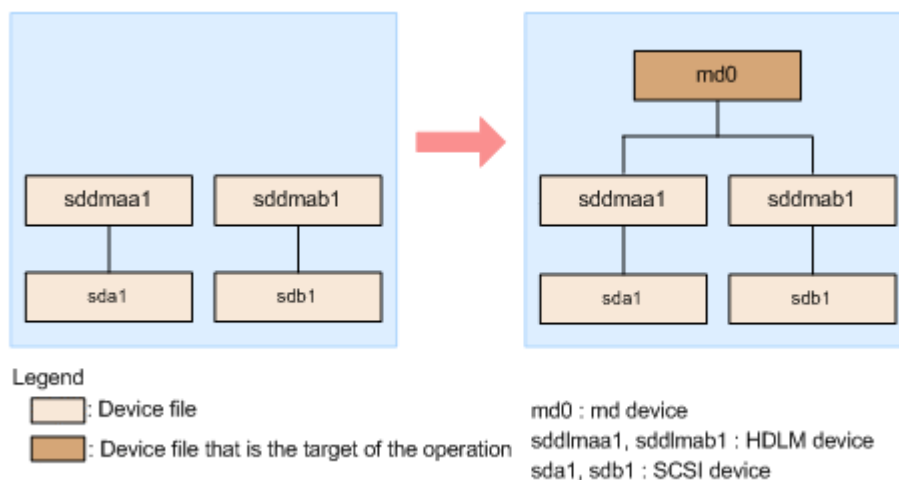 sddmaa1
sddmab1
sda1
sdb1
md0
sddmaa1
sddmab1
sda1
sdb1
Legend
: Device file
: Device file that is the target of the operation
md0 : md device
sddlmaa1, sddlmab1 : HDLM device
sda1, sdb1 : SCSI device